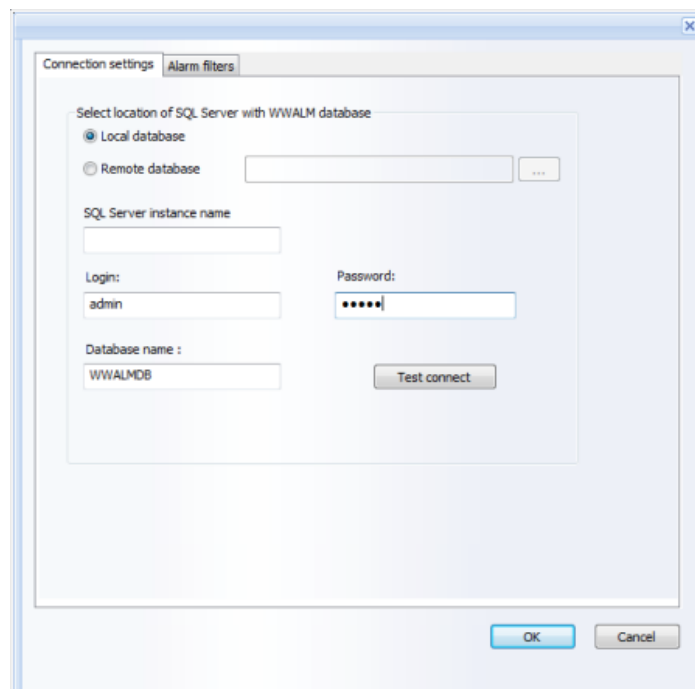 Connection settings
Alarm filters
Select location of SQL Server with WWALM database
Local database
Remote database
...
SQL Server instance name
Login:
Password:
admin
•••••
Database name :
WWALMDB
Test connect
OK
Cancel